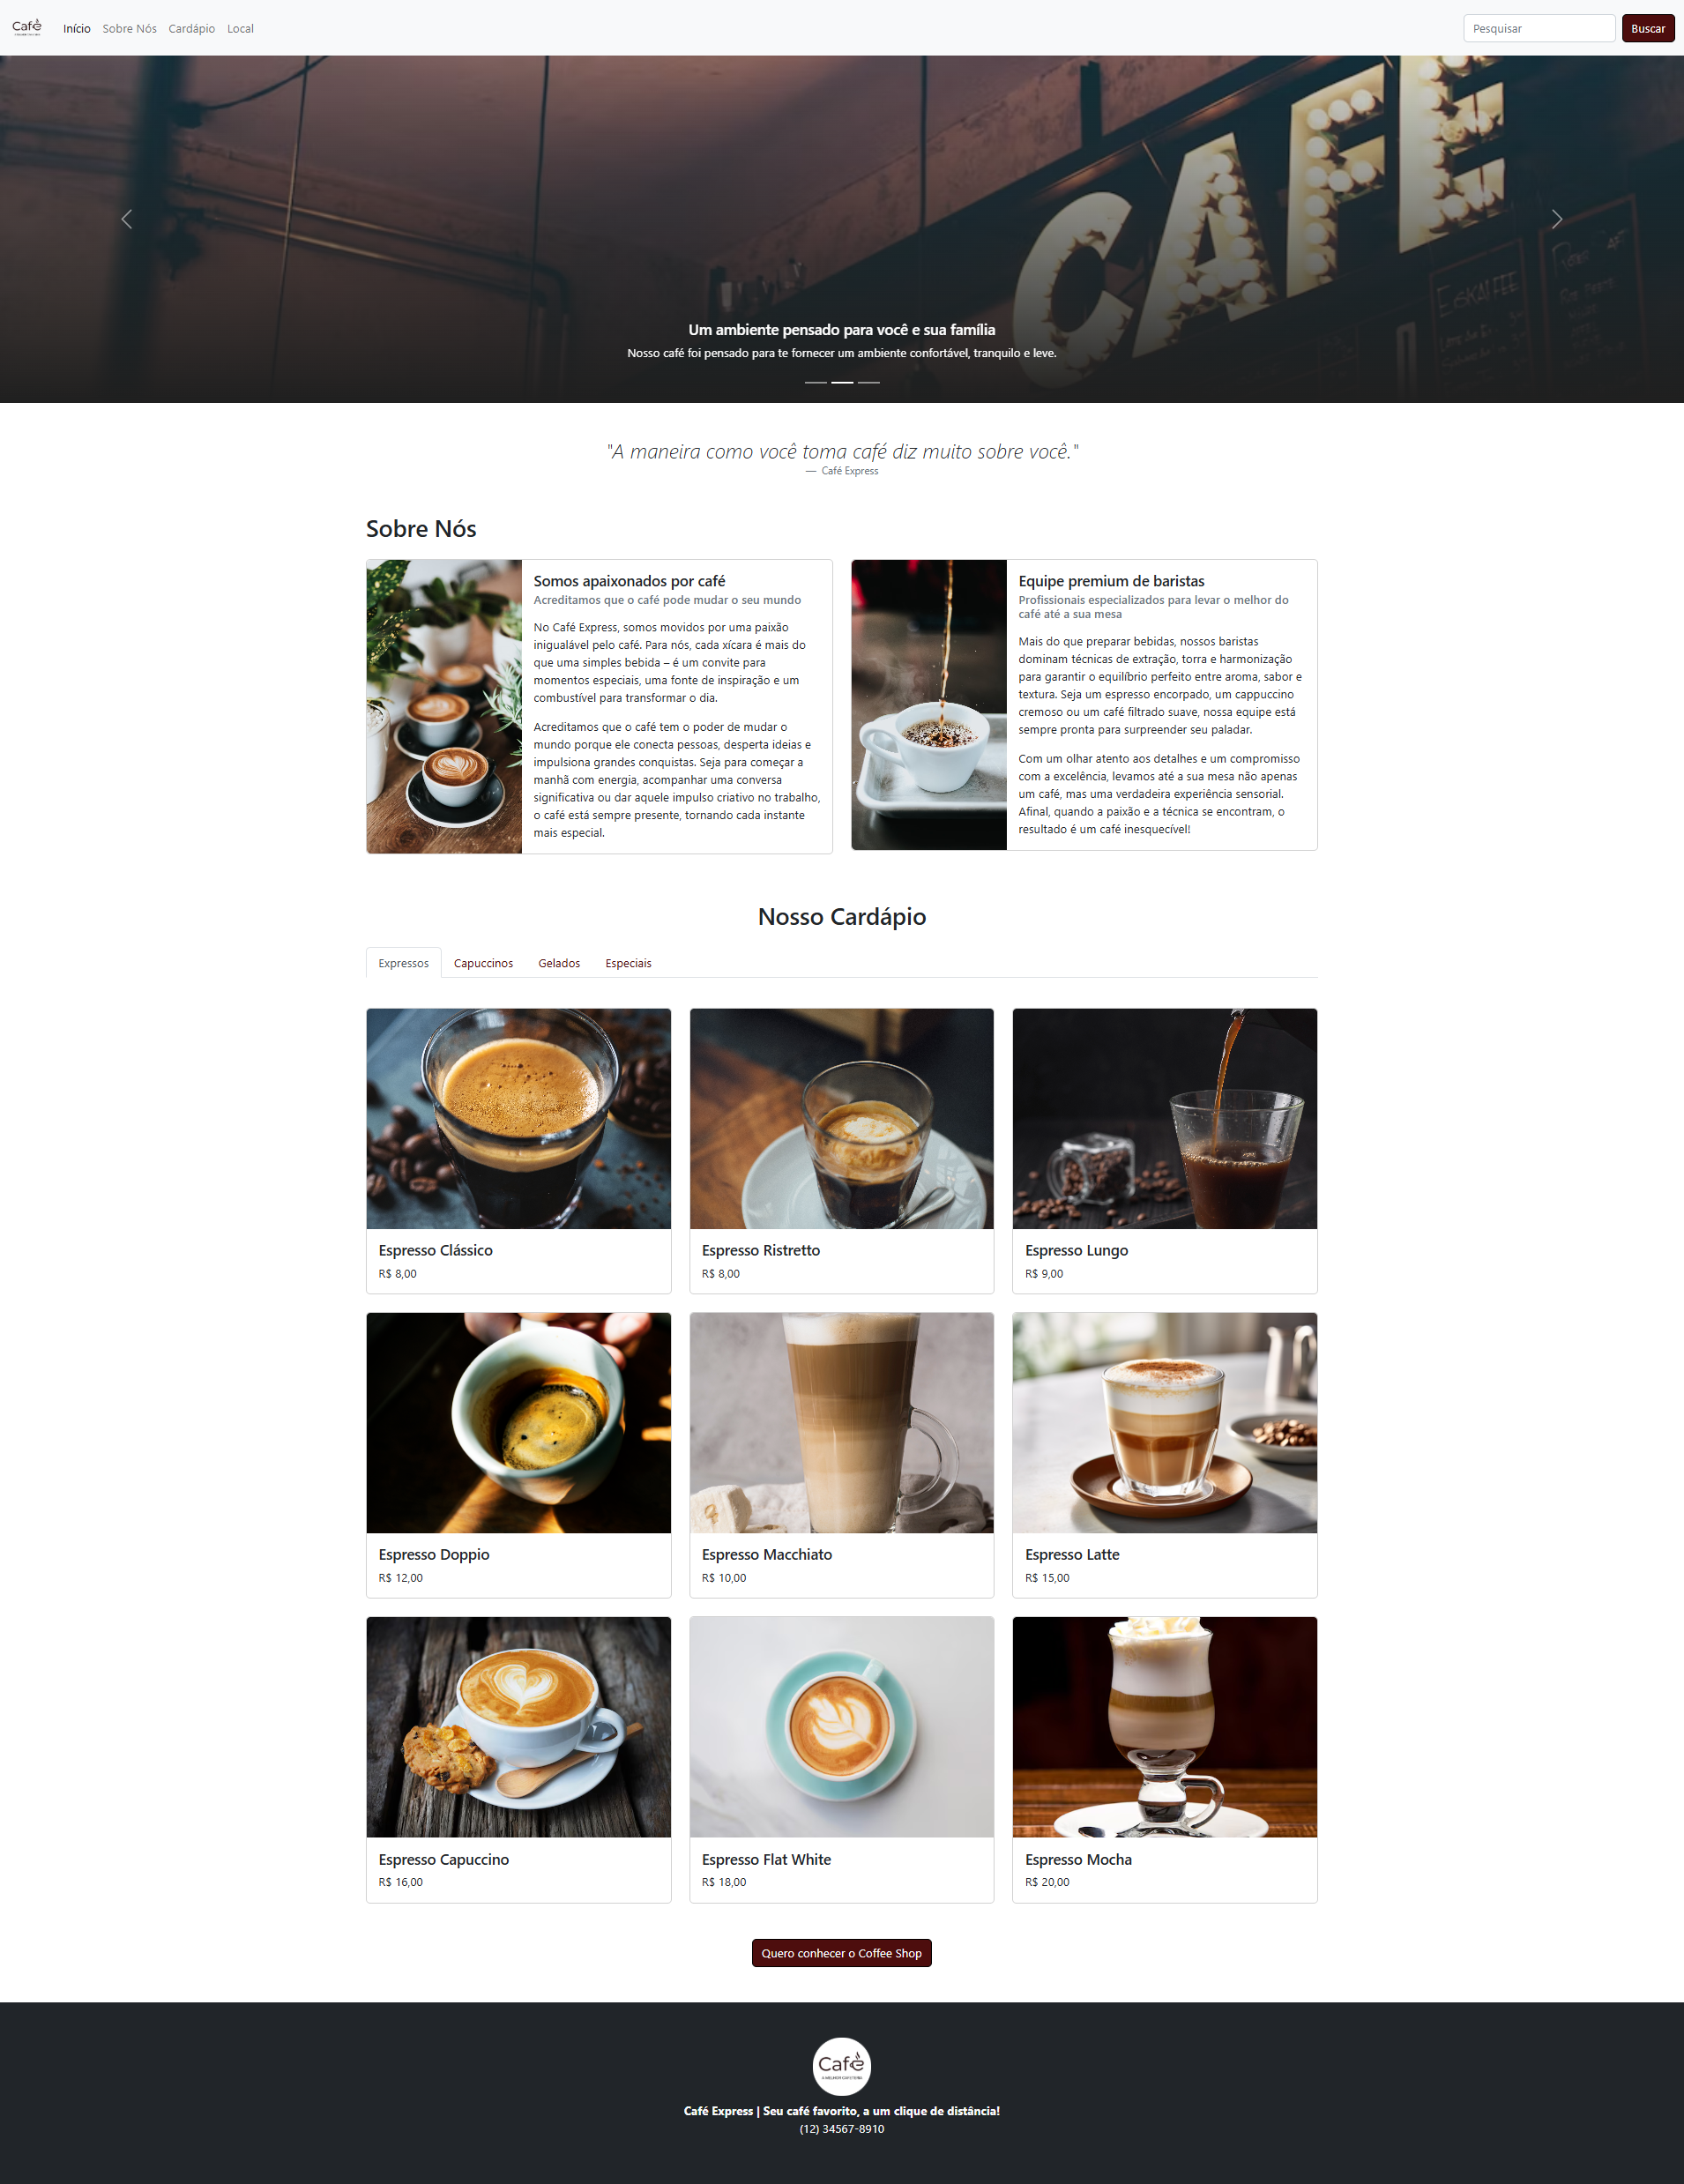 Café
Início
Sobre Nós
Cardápio
Local
Pesquisar
Buscar
CAFE
Um ambiente pensado para você e sua família
Nosso café foi pensado para te fornecer um ambiente confortável, tranquilo e leve.
"A maneira como você toma café diz muito sobre você."
— Café Express
Sobre Nós
Somos apaixonados por café
Acreditamos que o café pode mudar o seu mundo
No Café Express, somos movidos por uma paixão
inigualável pelo café. Para nós, cada xícara é mais do
que uma simples bebida – é um convite para
momentos especiais, uma fonte de inspiração e um
combustível para transformar o dia.
Acreditamos que o café tem o poder de mudar o
mundo porque ele conecta pessoas, desperta ideias e
impulsiona grandes conquistas. Seja para começar a
manhã com energia, acompanhar uma conversa
significativa ou dar aquele impulso criativo no trabalho,
o café está sempre presente, tornando cada instante
mais especial.
Equipe premium de baristas
Profissionais especializados para levar o melhor do
café até a sua mesa
Mais do que preparar bebidas, nossos baristas
dominam técnicas de extração, torra e harmonização
para garantir o equilíbrio perfeito entre aroma, sabor e
textura. Seja um espresso encorpado, um cappuccino
cremoso ou um café filtrado suave, nossa equipe está
sempre pronta para surpreender seu paladar.
Com um olhar atento aos detalhes e um compromisso
com a excelência, levamos até a sua mesa não apenas
um café, mas uma verdadeira experiência sensorial.
Afinal, quando a paixão e a técnica se encontram, o
resultado é um café inesquecível!
Nosso Cardápio
Expressos
Capuccinos
Gelados
Especiais
Espresso Clássico
R$ 8,00
Espresso Ristretto
R$ 8,00
Espresso Lungo
R$ 9,00
Espresso Doppio
R$ 12,00
Espresso Macchiato
R$ 10,00
Espresso Latte
R$ 15,00
Espresso Capuccino
R$ 16,00
Espresso Flat White
R$ 18,00
Espresso Mocha
R$ 20,00
Quero conhecer o Coffee Shop
Café
A MELHOR CAFETERIA
Café Express | Seu café favorito, a um clique de distância!
(12) 34567-8910